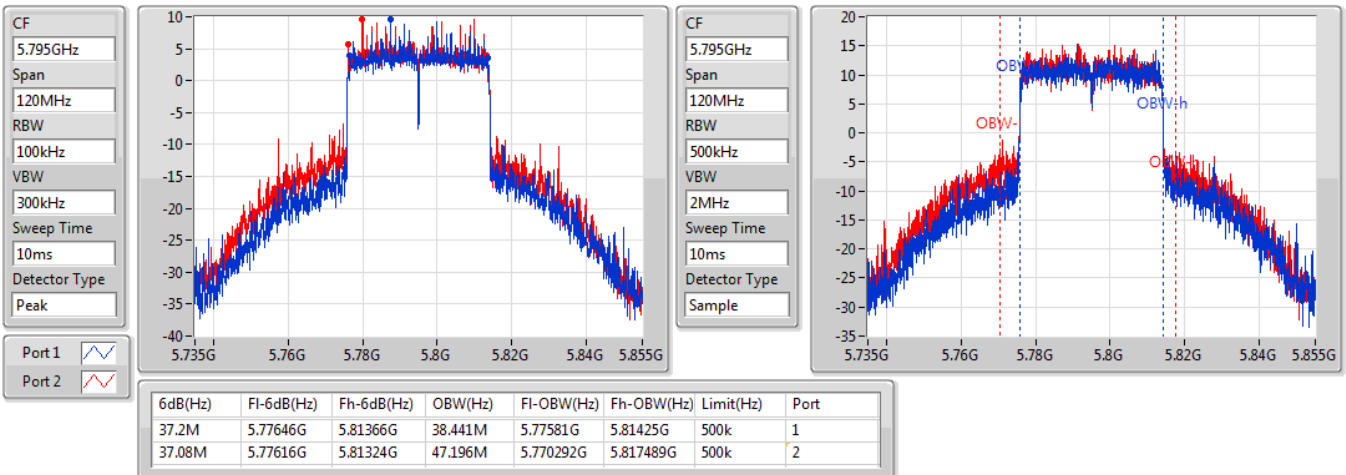 CF
5.795GHz
Span
120MHz
RBW
100kHz
VBW
300kHz
Sweep Time
10ms
Detector Type
Peak
Port 1
Port 2
10
5
0
-5
-10
-15
-20
-25
-30
-35
-40
5.735G 5.76G 5.78G 5.8G 5.82G 5.84G 5.855G
CF
5.795GHz
Span
120MHz
RBW
500kHz
VBW
2MHz
Sweep Time
10ms
Detector Type
Sample
20
15
10
5
0
-5
-10
-15
-20
-25
-30
-35
OBW-h
OBW-
5.735G 5.76G 5.78G 5.8G 5.82G 5.84G 5.855G
6dB(Hz) Fl-6dB(Hz) Fh-6dB(Hz) OBW(Hz) Fl-OBW(Hz) Fh-OBW(Hz) Limit(Hz) Port
37.2M 5.77646G 5.81366G 38.441M 5.77581G 5.81425G 500k 1
37.08M 5.77616G 5.81324G 47.196M 5.770292G 5.817489G 500k 2